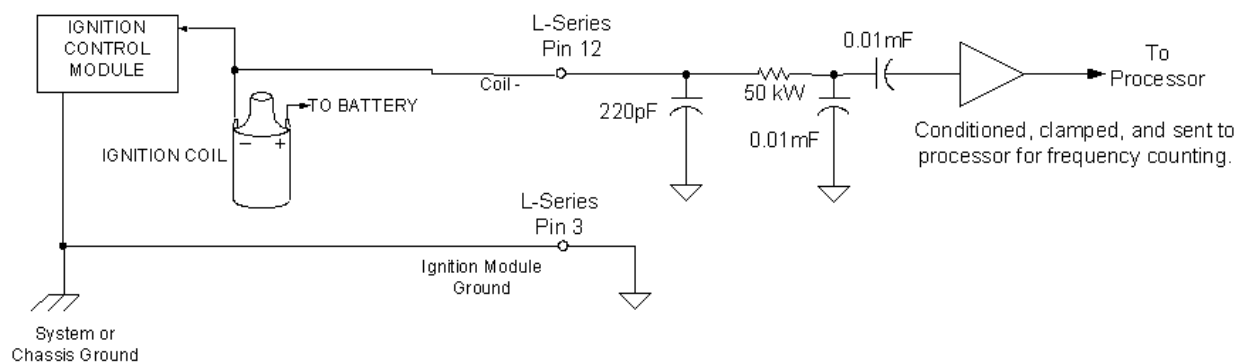 IGNITION
CONTROL
MODULE
L-Series
Pin 12
Coil -
TO BATTERY
IGNITION COIL
- +
220pF
50 kW
0.01mF
0.01mF
To
Processor
Conditioned, clamped, and sent to
processor for frequency counting.
L-Series
Pin 3
Ignition Module
Ground
System or
Chassis Ground